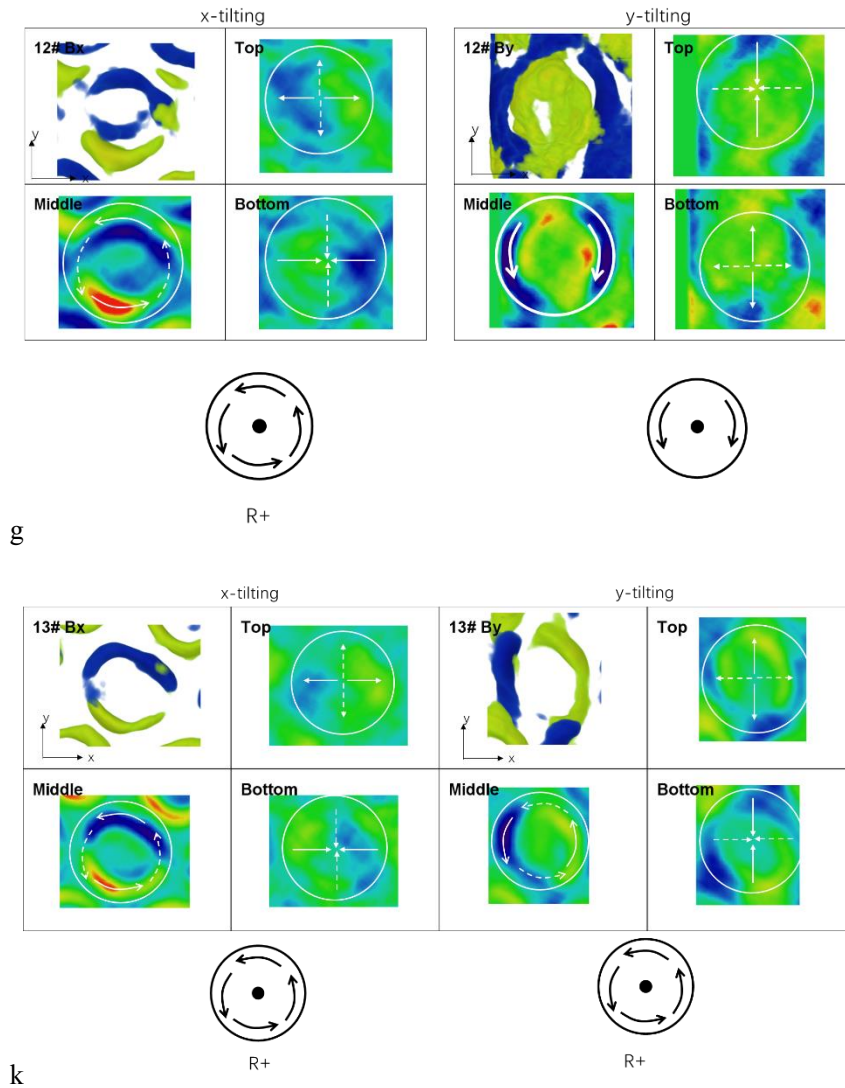 x-tilting
y-tilting
12# Bx
Top
12# By
Top
y
x
y
x
Middle
Bottom
Middle
Bottom
R+
g
x-tilting
y-tilting
13# Bx
Top
13# By
Top
y
x
y
x
Middle
Bottom
Middle
Bottom
R+
R+
k